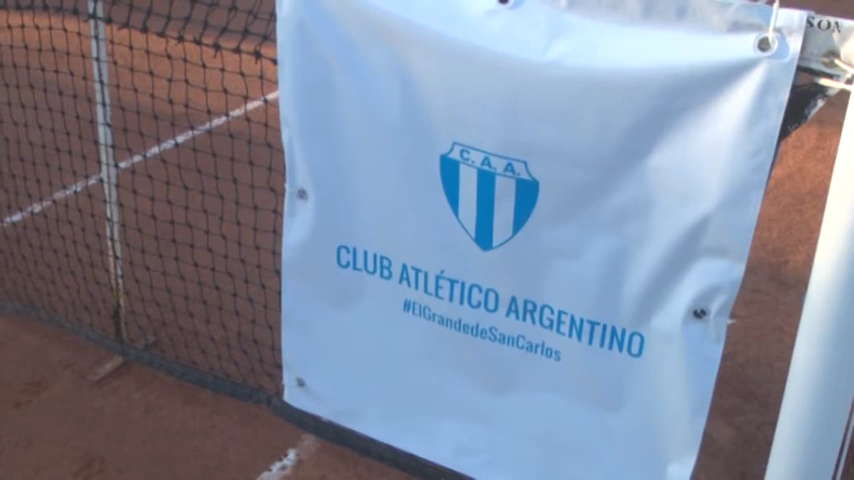 C. A. A.
CLUB ATLÉTICO ARGENTINO
#ElGrandedeSanCarlos